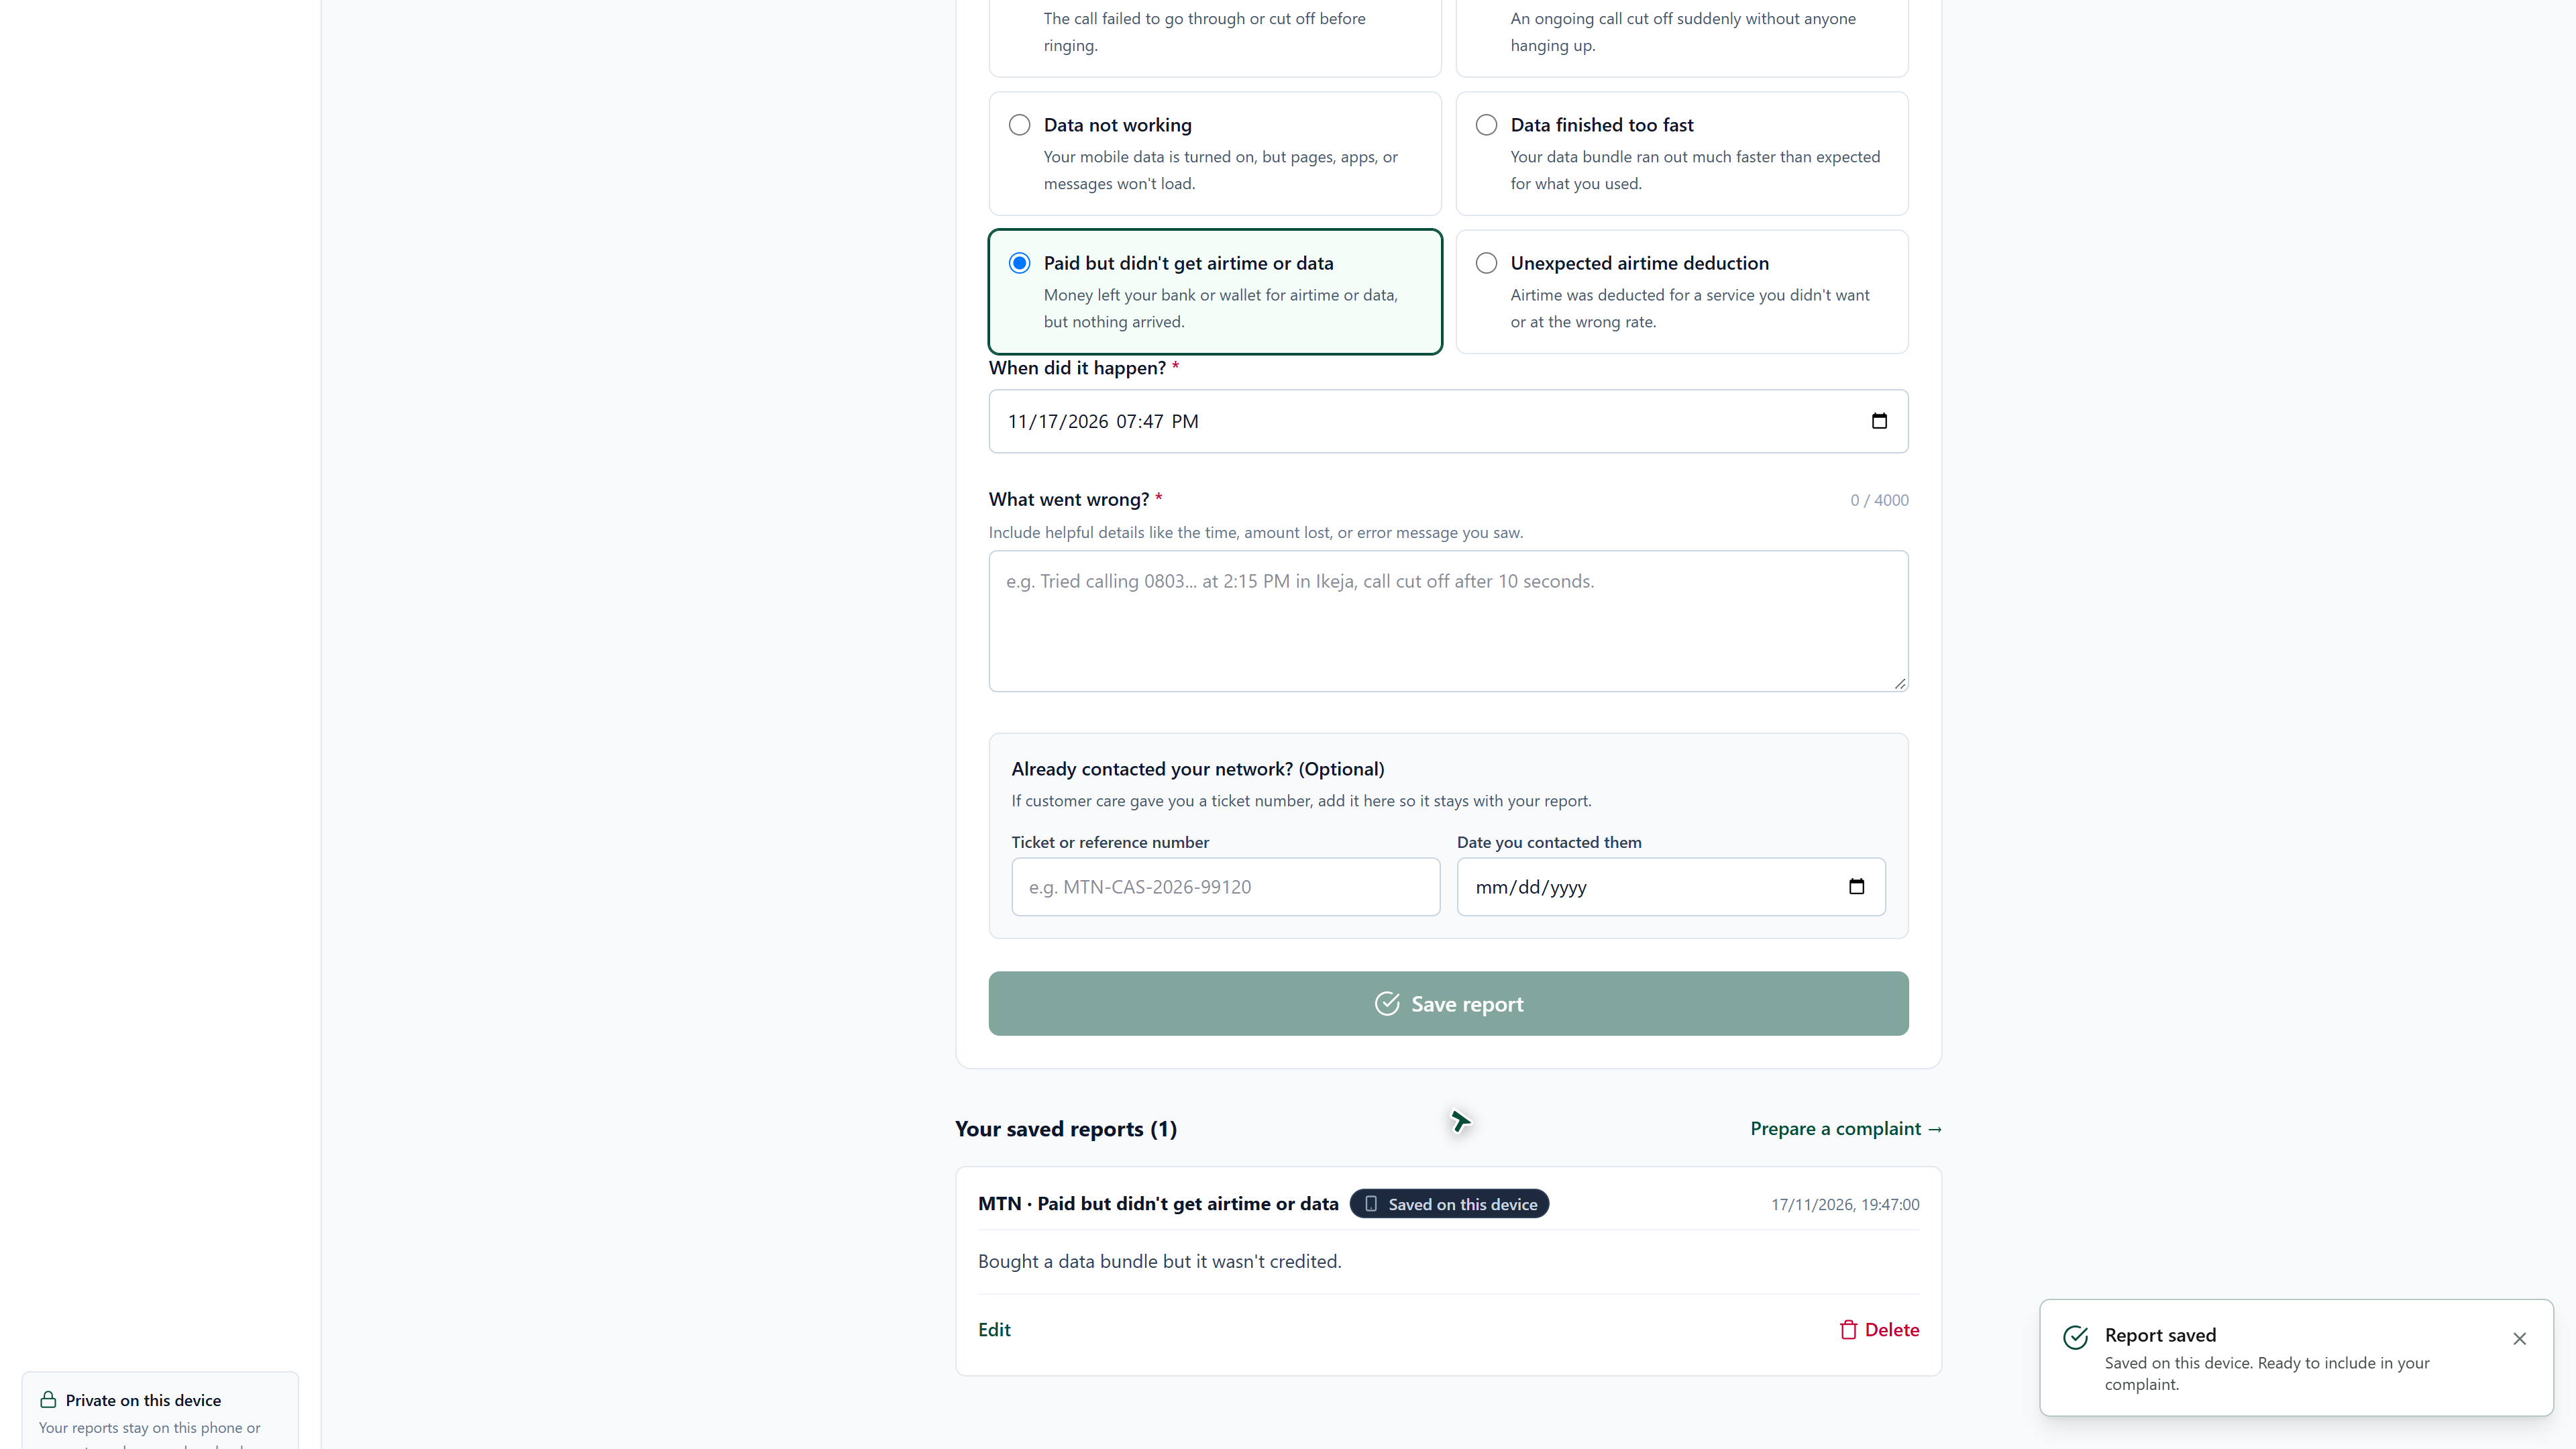 The call failed to go through or cut off before
ringing.
An ongoing call cut off suddenly without anyone
hanging up.
Data not working
Your mobile data is turned on, but pages, apps, or
messages won't load.
Data finished too fast
Your data bundle ran out much faster than expected
for what you used.
Paid but didn't get airtime or data
Money left your bank or wallet for airtime or data,
but nothing arrived.
Unexpected airtime deduction
Airtime was deducted for a service you didn't want
or at the wrong rate.
When did it happen? *
11/17/2026 07:47 PM
What went wrong? *
0 / 4000
Include helpful details like the time, amount lost, or error message you saw.
e.g. Tried calling 0803... at 2:15 PM in Ikeja, call cut off after 10 seconds.
Already contacted your network? (Optional)
If customer care gave you a ticket number, add it here so it stays with your report.
Ticket or reference number
Date you contacted them
e.g. MTN-CAS-2026-99120
mm/dd/yyyy
Save report
Your saved reports (1)
Prepare a complaint →
MTN · Paid but didn't get airtime or data
Saved on this device
17/11/2026, 19:47:00
Bought a data bundle but it wasn't credited.
Edit
Delete
Report saved
Saved on this device. Ready to include in your
complaint.
Private on this device
Your reports stay on this phone or